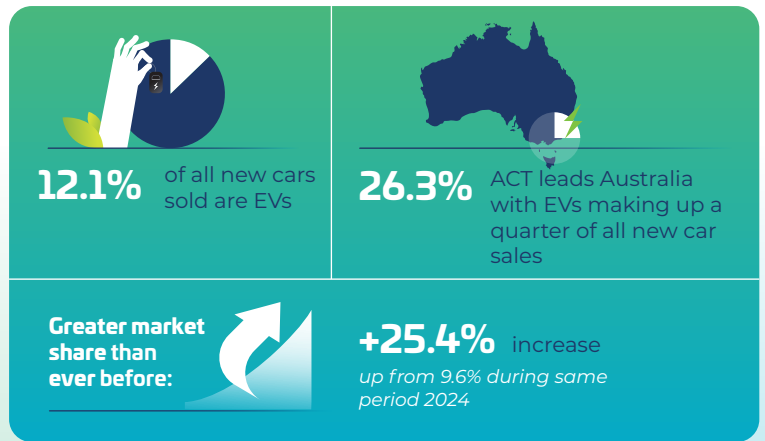 12.1%
of all new cars
sold are EVs
26.3%
ACT leads Australia
with EVs making up a
quarter of all new car
sales
Greater market
share than
ever before:
+25.4% increase
up from 9.6% during same
period 2024